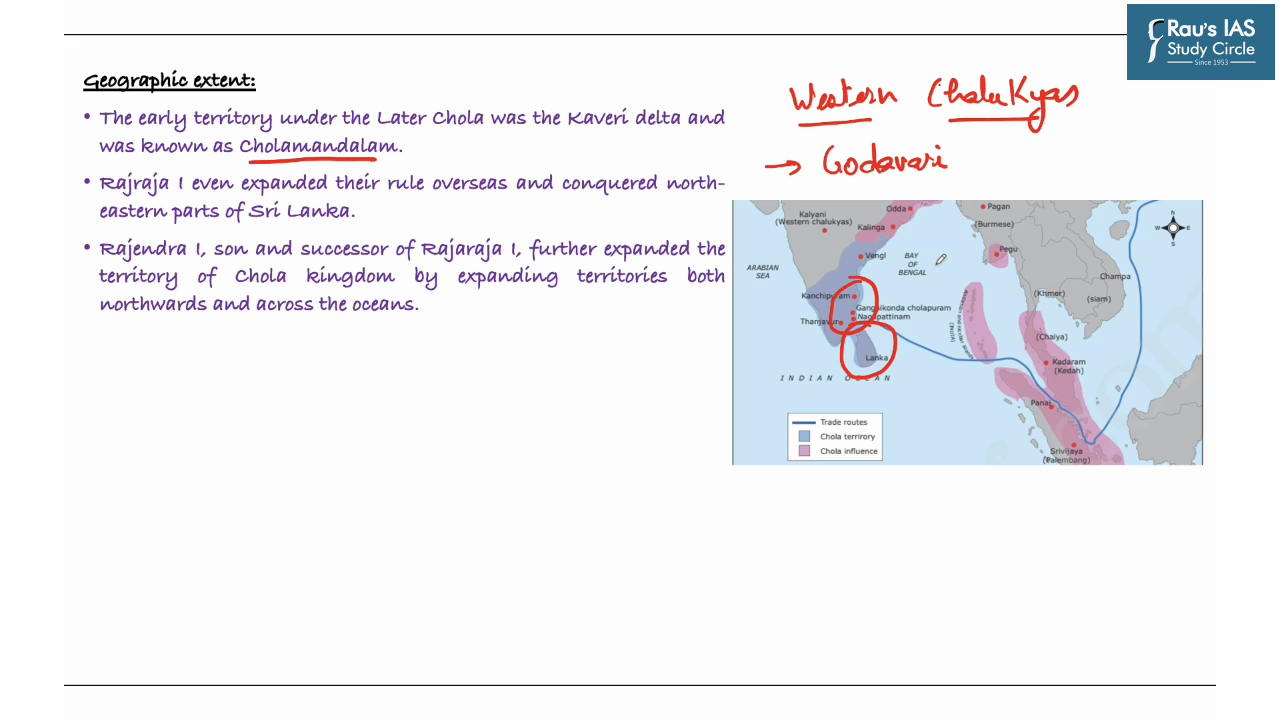 Rau's IAS
Study Circle
Since 1953
Geographic extent:
• The early territory under the Later Chola was the Kaveri delta and
was known as Cholamandalam.
• Rajraja I even expanded their rule overseas and conquered north-
eastern parts of Sri Lanka.
• Rajendra I, son and successor of Rajaraja I, further expanded the
territory of Chola kingdom by expanding territories both
northwards and across the oceans.
Western Chalukyas
→ Godavari
Kalyani
(Western chalukyas)
Odda
Kalinga
Vengi
ARABIAN
SEA
BAY
OF
BENGAL
Pagan
(Burmese)
Pegu
N
W E
S
Champa
(Khmer)
(siam)
Kanchipuram
Gangaikonda cholapuram
Nagapattinam
Thanjavur
Lanka
INDIAN OCEAN
(Chaiya)
Kadaram
(Kedah)
Panai
Srivijaya
(Palembang)
Trade routes
Chola terrirory
Chola influence